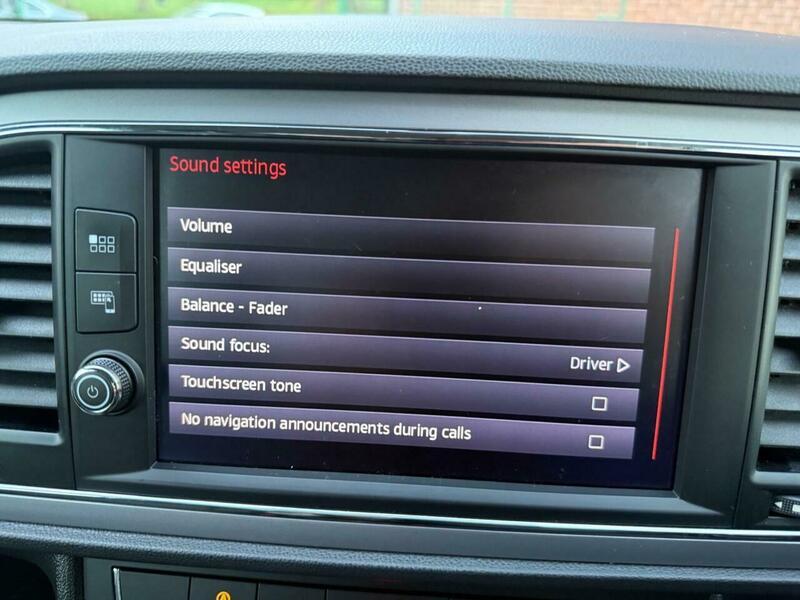 Sound settings
Volume
Equaliser
Balance - Fader
Sound focus: Driver
Touchscreen tone
No navigation announcements during calls